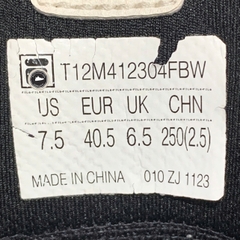 T12M412304FBW
US EUR UK CHN
7.5 40.5 6.5 250(2.5)
MADE IN CHINA 010 ZJ 1123